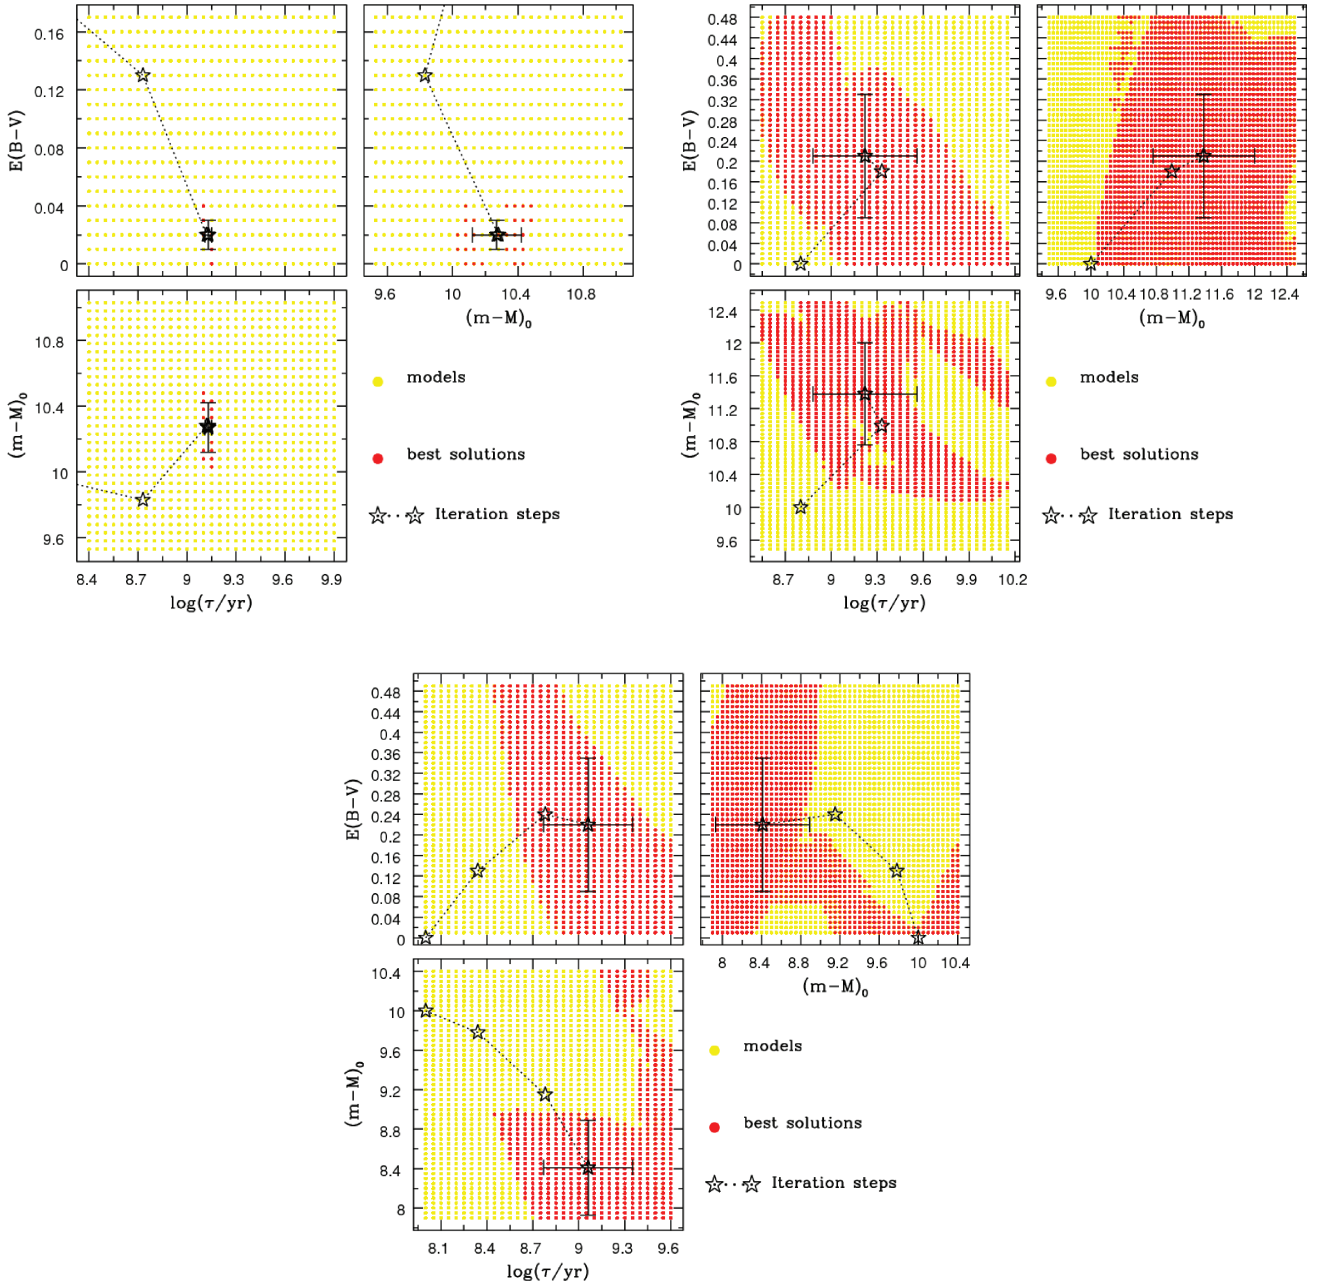 E(B−V)
0.16
0.12
0.08
0.04
0
9.6 10 10.4 10.8
(m−M)₀
(m−M)₀
10.8
10.4
10
9.6
8.4 8.7 9 9.3 9.6 9.9
log(τ/yr)
models
best solutions
Iteration steps
E(B−V)
0.48
0.44
0.4
0.36
0.32
0.28
0.24
0.2
0.16
0.12
0.08
0.04
0
9.6 10 10.4 10.8 11.2 11.6 12 12.4
(m−M)₀
(m−M)₀
12.4
12
11.6
11.2
10.8
10.4
10
9.6
8.7 9 9.3 9.6 9.9 10.2
log(τ/yr)
models
best solutions
Iteration steps
E(B−V)
0.48
0.44
0.4
0.36
0.32
0.28
0.24
0.2
0.16
0.12
0.08
0.04
0
8 8.4 8.8 9.2 9.6 10 10.4
(m−M)₀
(m−M)₀
10.4
10
9.6
9.2
8.8
8.4
8
8.1 8.4 8.7 9 9.3 9.6
log(τ/yr)
models
best solutions
Iteration steps